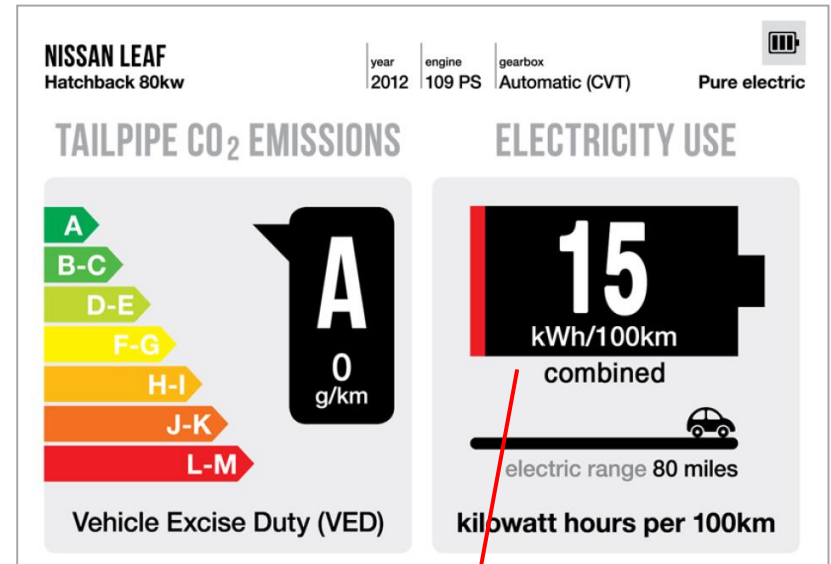 NISSAN LEAF
Hatchback 80kw
year
2012
engine
109 PS
gearbox
Automatic (CVT)
Pure electric
TAILPIPE CO2 EMISSIONS
A
B-C
D-E
F-G
H-I
J-K
L-M
A
0
g/km
Vehicle Excise Duty (VED)
ELECTRICITY USE
15
kWh/100km
combined
electric range 80 miles
kilowatt hours per 100km